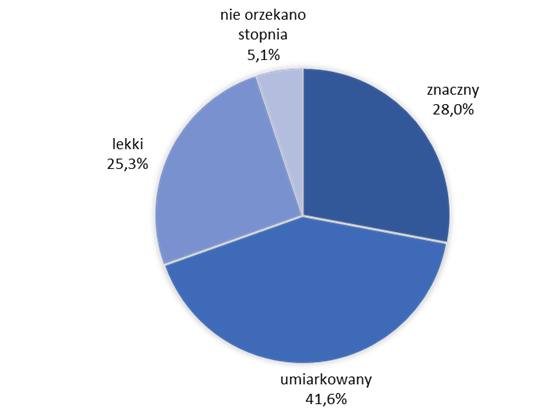 nie orzekano
stopnia
5,1%
znaczny
28,0%
lekki
25,3%
umiarkowany
41,6%